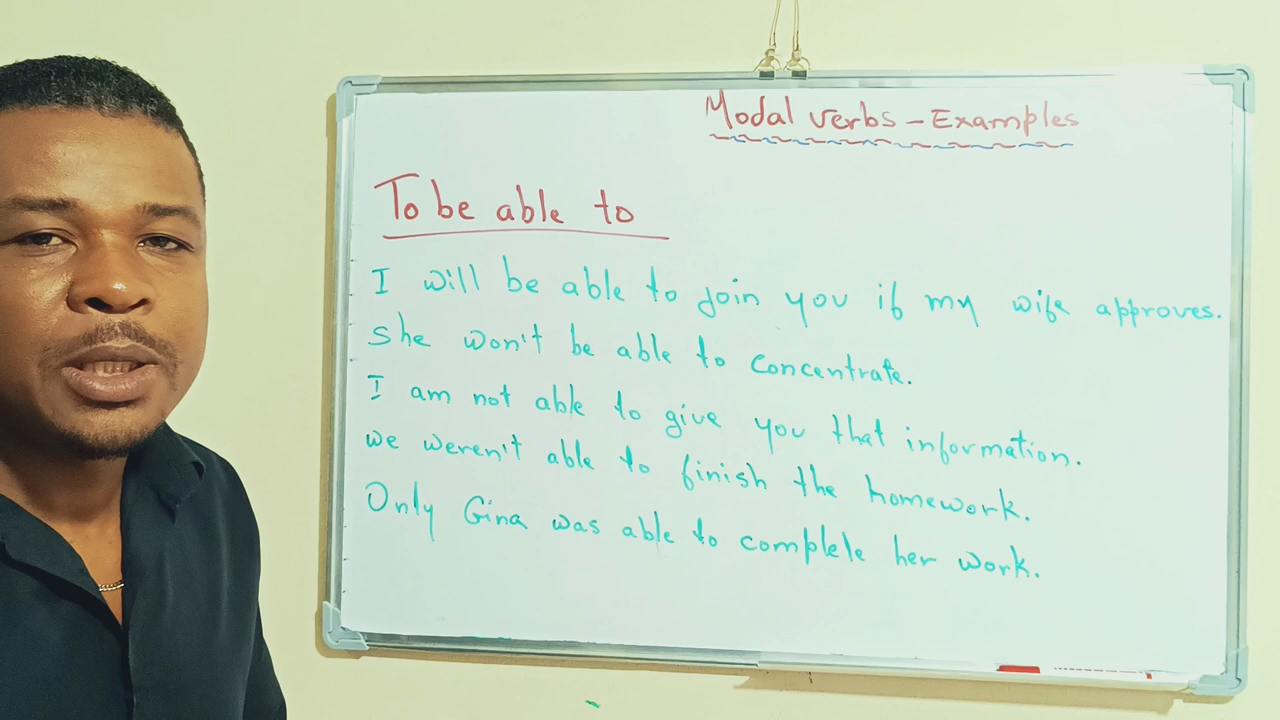 Modal verbs - Examples
To be able to
I will be able to join you if my wife approves.
She won't be able to concentrate.
I am not able to give you that information.
we weren't able to finish the homework.
Only Gina was able to complete her work.